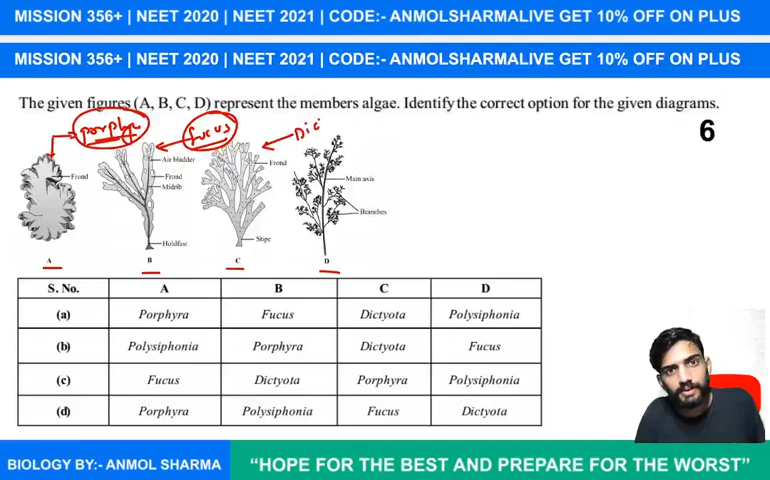 MISSION 356+ | NEET 2020 | NEET 2021 | CODE:- ANMOLSHARMALIVE GET 10% OFF ON PLUS
MISSION 356+ | NEET 2020 | NEET 2021 | CODE:- ANMOLSHARMALIVE GET 10% OFF ON PLUS
The given figures (A, B, C, D) represent the members algae. Identify the correct option for the given diagrams.
6
fucus
Dic
Air bladder
Frond
Frond
Frond
Midrib
Main axis
Branches
Holdfast
Stipe
A B C D
S. No. A B C D
(a) Porphyra Fucus Dictyota Polysiphonia
(b) Polysiphonia Porphyra Dictyota Fucus
(c) Fucus Dictyota Porphyra Polysiphonia
(d) Porphyra Polysiphonia Fucus Dictyota
BIOLOGY BY:- ANMOL SHARMA
“HOPE FOR THE BEST AND PREPARE FOR THE WORST”